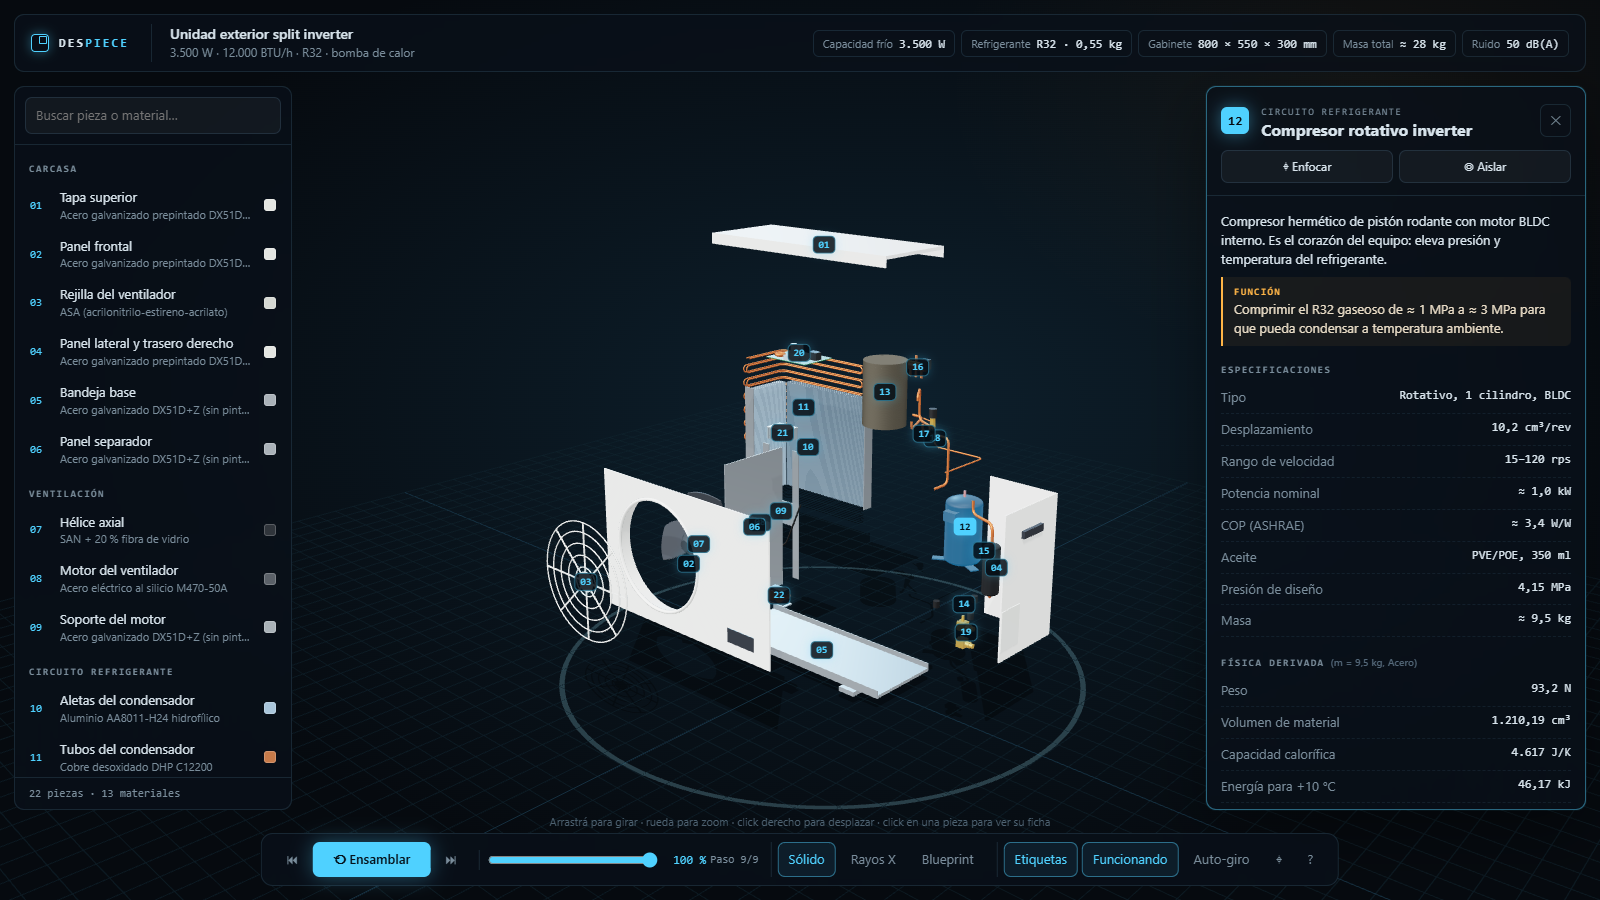 DESPIECE
Unidad exterior split inverter
3.500 W · 12.000 BTU/h · R32 · bomba de calor
Capacidad frío 3.500 W
Refrigerante R32 · 0,55 kg
Gabinete 800 × 550 × 300 mm
Masa total ≈ 28 kg
Ruido 50 dB(A)
Buscar pieza o material...
CARCASA
01 Tapa superior
Acero galvanizado prepintado DX51D...
02 Panel frontal
Acero galvanizado prepintado DX51D...
03 Rejilla del ventilador
ASA (acrilonitrilo-estireno-acrilato)
04 Panel lateral y trasero derecho
Acero galvanizado prepintado DX51D...
05 Bandeja base
Acero galvanizado DX51D+Z (sin pint...
06 Panel separador
Acero galvanizado DX51D+Z (sin pint...
VENTILACIÓN
07 Hélice axial
SAN + 20 % fibra de vidrio
08 Motor del ventilador
Acero eléctrico al silicio M470-50A
09 Soporte del motor
Acero galvanizado DX51D+Z (sin pint...
CIRCUITO REFRIGERANTE
10 Aletas del condensador
Aluminio AA8011-H24 hidrofílico
11 Tubos del condensador
Cobre desoxidado DHP C12200
22 piezas · 13 materiales
01
20
16
13
11
17
8
21
10
09
06
12
07
15
02
04
03
22
14
19
05
12
CIRCUITO REFRIGERANTE
Compresor rotativo inverter
Enfocar
Aislar
Compresor hermético de pistón rodante con motor BLDC
interno. Es el corazón del equipo: eleva presión y
temperatura del refrigerante.
FUNCIÓN
Comprimir el R32 gaseoso de ≈ 1 MPa a ≈ 3 MPa para
que pueda condensar a temperatura ambiente.
ESPECIFICACIONES
Tipo Rotativo, 1 cilindro, BLDC
Desplazamiento 10,2 cm³/rev
Rango de velocidad 15–120 rps
Potencia nominal ≈ 1,0 kW
COP (ASHRAE) ≈ 3,4 W/W
Aceite PVE/POE, 350 ml
Presión de diseño 4,15 MPa
Masa ≈ 9,5 kg
FÍSICA DERIVADA (m = 9,5 kg, Acero)
Peso 93,2 N
Volumen de material 1.210,19 cm³
Capacidad calorífica 4.617 J/K
Energía para +10 °C 46,17 kJ
Arrastrá para girar · rueda para zoom · click derecho para desplazar · click en una pieza para ver su ficha
Ensamblar
100 % Paso 9/9
Sólido
Rayos X
Blueprint
Etiquetas
Funcionando
Auto-giro
?